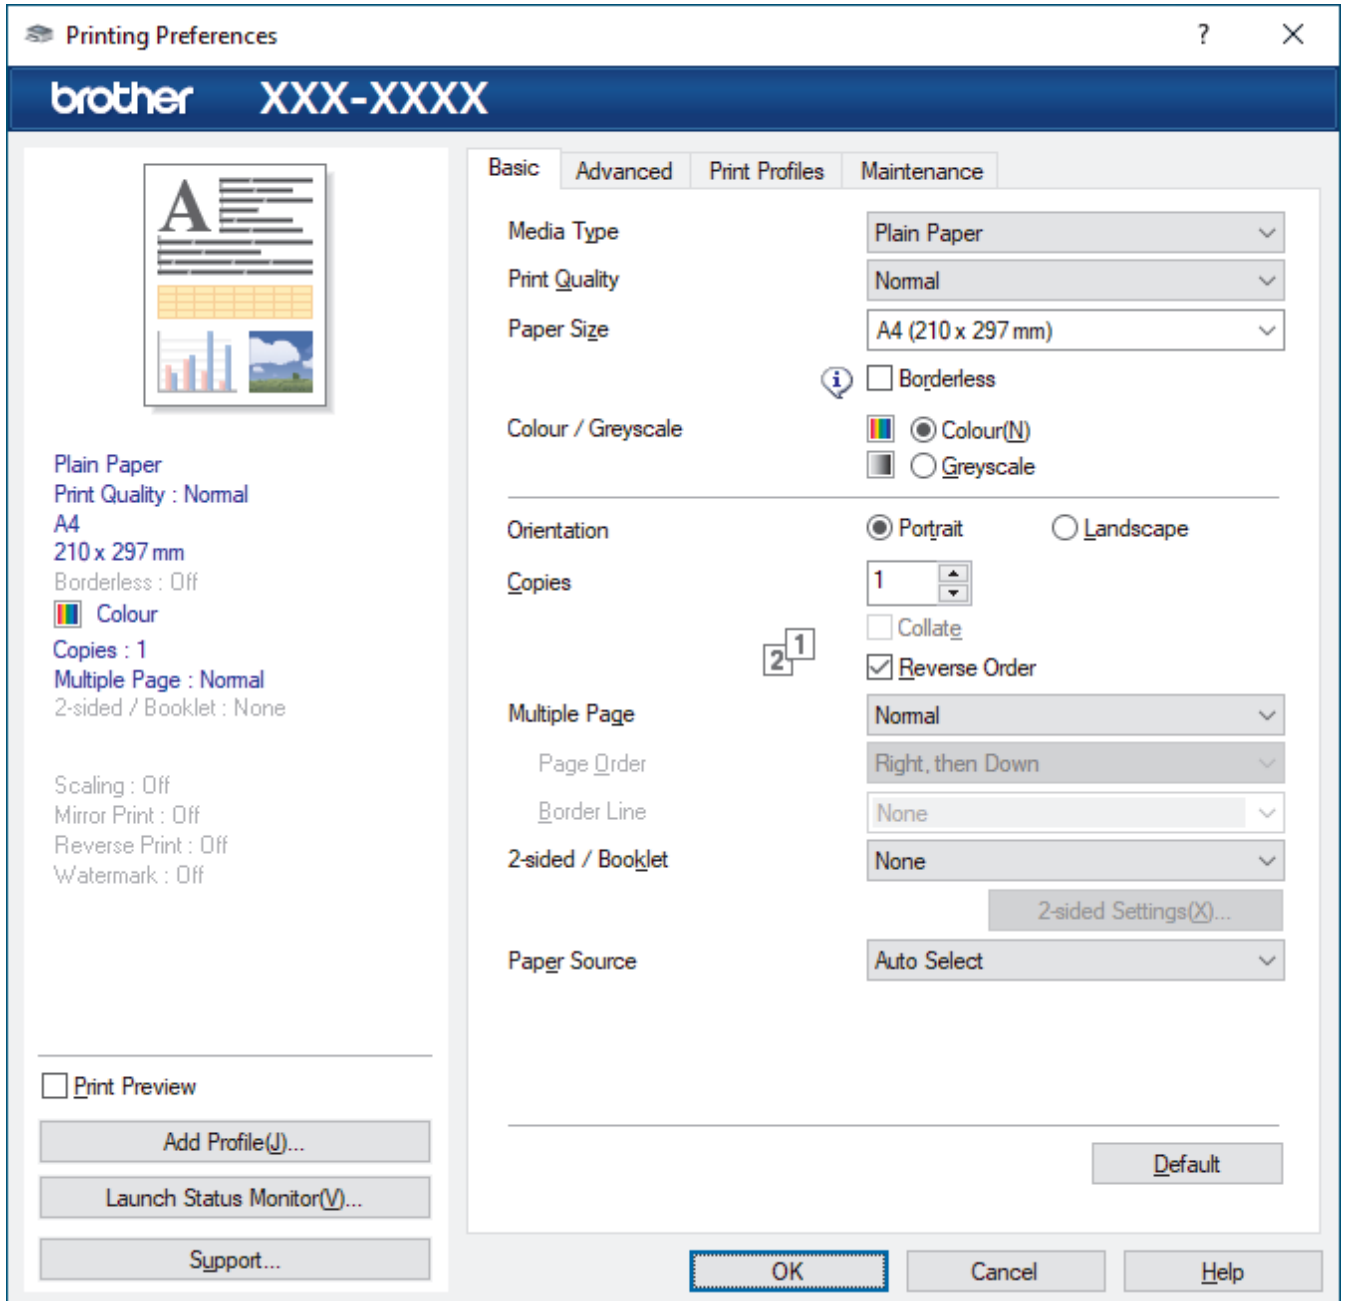 Printing Preferences
?
brother XXX-XXXX
A
Plain Paper
Print Quality : Normal
A4
210 x 297 mm
Borderless : Off
Colour
Copies : 1
Multiple Page : Normal
2-sided / Booklet : None
Scaling : Off
Mirror Print : Off
Reverse Print : Off
Watermark : Off
Print Preview
Add Profile(J)...
Launch Status Monitor(V)...
Support...
Basic Advanced Print Profiles Maintenance
Media Type Plain Paper
Print Quality Normal
Paper Size A4 (210 x 297 mm)
i Borderless
Colour / Greyscale Colour(N)
Greyscale
Orientation Portrait Landscape
Copies 1
Collate
2 1 Reverse Order
Multiple Page Normal
Page Order Right, then Down
Border Line None
2-sided / Booklet None
2-sided Settings(X)...
Paper Source Auto Select
Default
OK Cancel Help